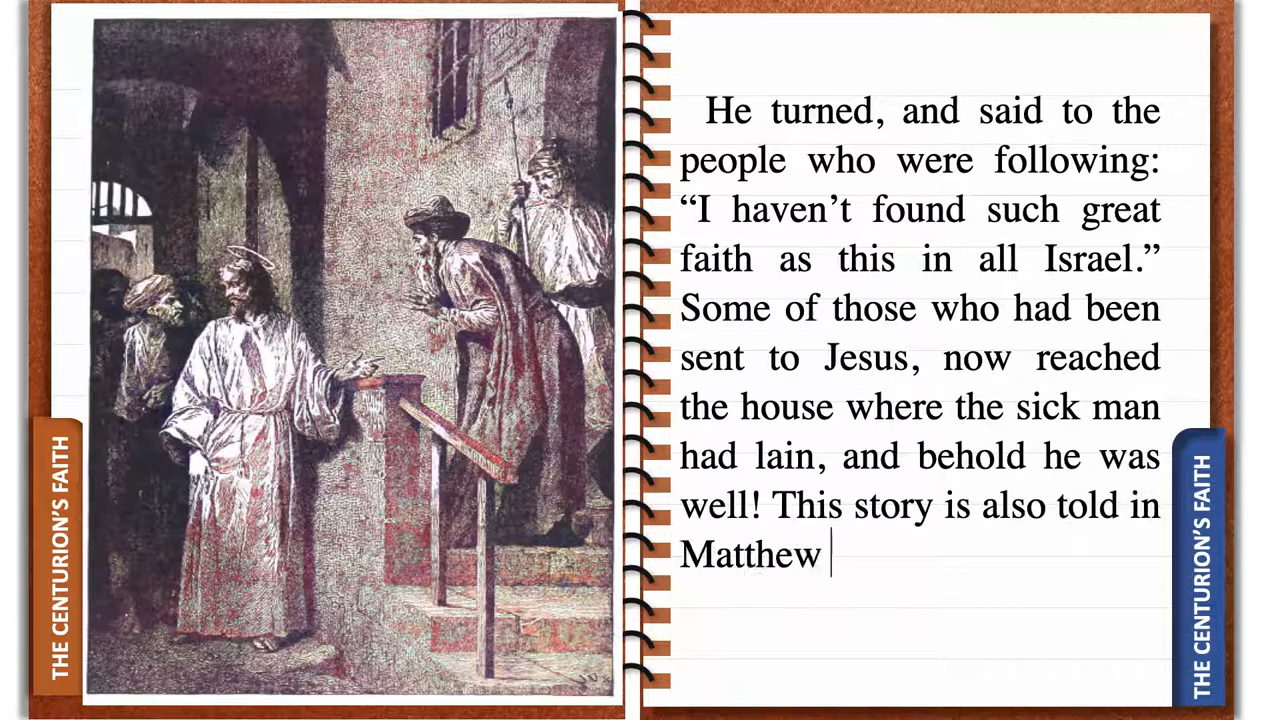 THE CENTURION’S FAITH
He turned, and said to the
people who were following:
“I haven’t found such great
faith as this in all Israel.”
Some of those who had been
sent to Jesus, now reached
the house where the sick man
had lain, and behold he was
well! This story is also told in
Matthew
THE CENTURION’S FAITH